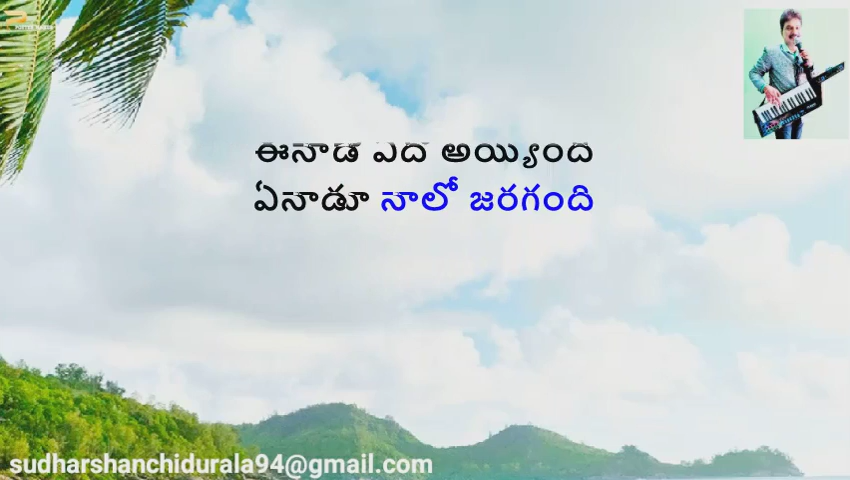 ఈనాడే ఏదో అయ్యింది
ఏనాడూ నాలో జరగంది
sudharshanchidurala94@gmail.com